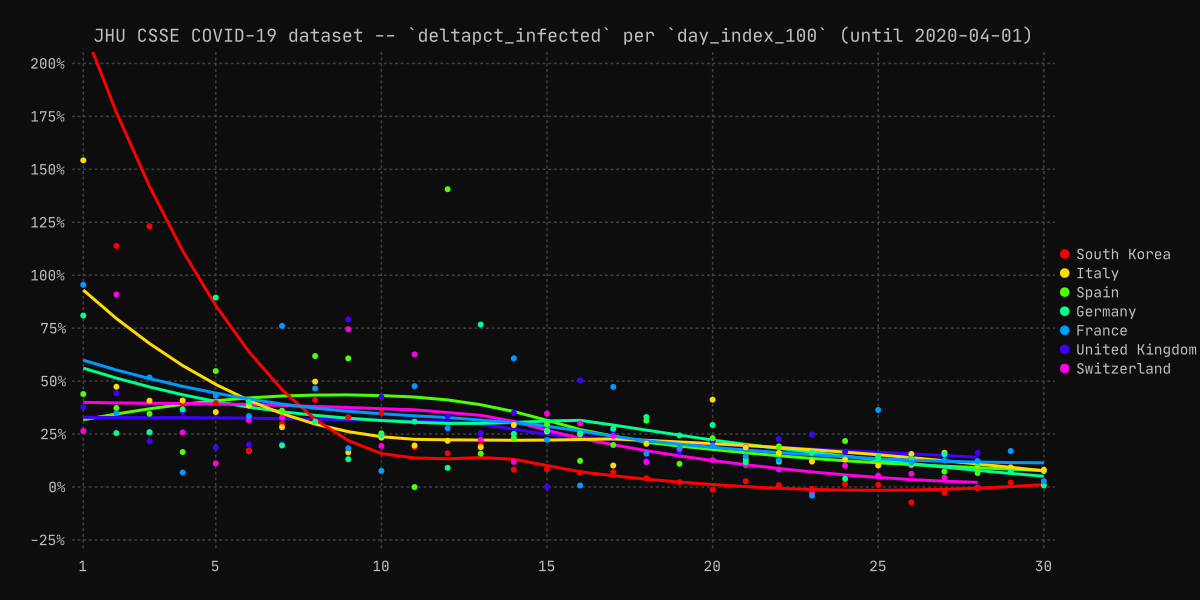 JHU CSSE COVID-19 dataset -- `deltapct_infected` per `day_index_100` (until 2020-04-01)
200%
175%
150%
125%
100%
75%
50%
25%
0%
-25%
1 5 10 15 20 25 30
South Korea
Italy
Spain
Germany
France
United Kingdom
Switzerland